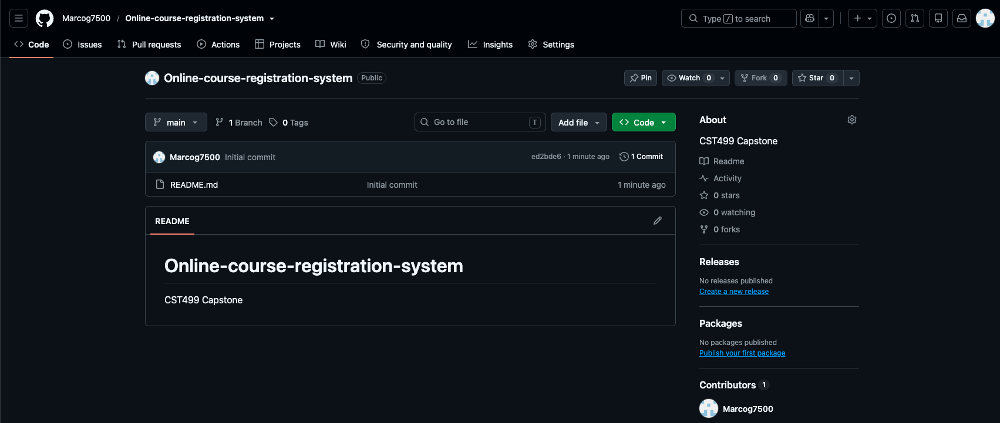 Marcog7500 / Online-course-registration-system
Type / to search
Code Issues Pull requests Actions Projects Wiki Security and quality Insights Settings
Online-course-registration-system Public
Pin Watch 0 Fork 0 Star 0
main 1 Branch 0 Tags Go to file T Add file Code
Marcog7500 Initial commit ed2bde6 · 1 minute ago 1 Commit
README.md Initial commit 1 minute ago
README
Online-course-registration-system
CST499 Capstone
About
CST499 Capstone
Readme
Activity
0 stars
0 watching
0 forks
Releases
No releases published
Create a new release
Packages
No packages published
Publish your first package
Contributors 1
Marcog7500